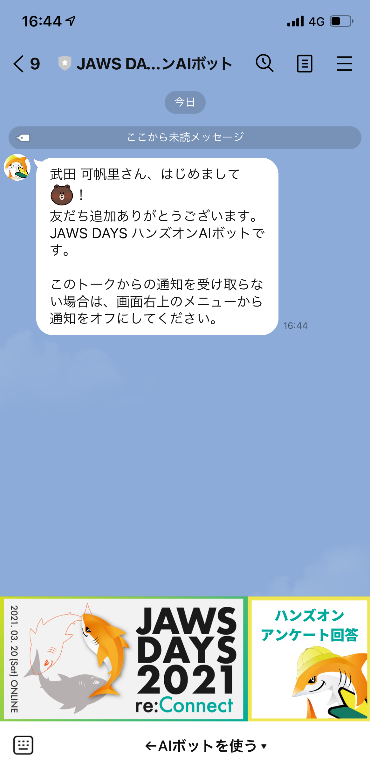 16:44
4G
9
JAWS DA...ンAIボット
今日
ここから未読メッセージ
武田 可帆里さん、はじめまして
！
友だち追加ありがとうございます。
JAWS DAYS ハンズオンAIボットで
す。
このトークからの通知を受け取らな
い場合は、画面右上のメニューから
通知をオフにしてください。
16:44
2021. 03. 20 [Sat] ONLINE
JAWS
DAYS
2021
re:Connect
ハンズオン
アンケート回答
←AIボットを使う▾